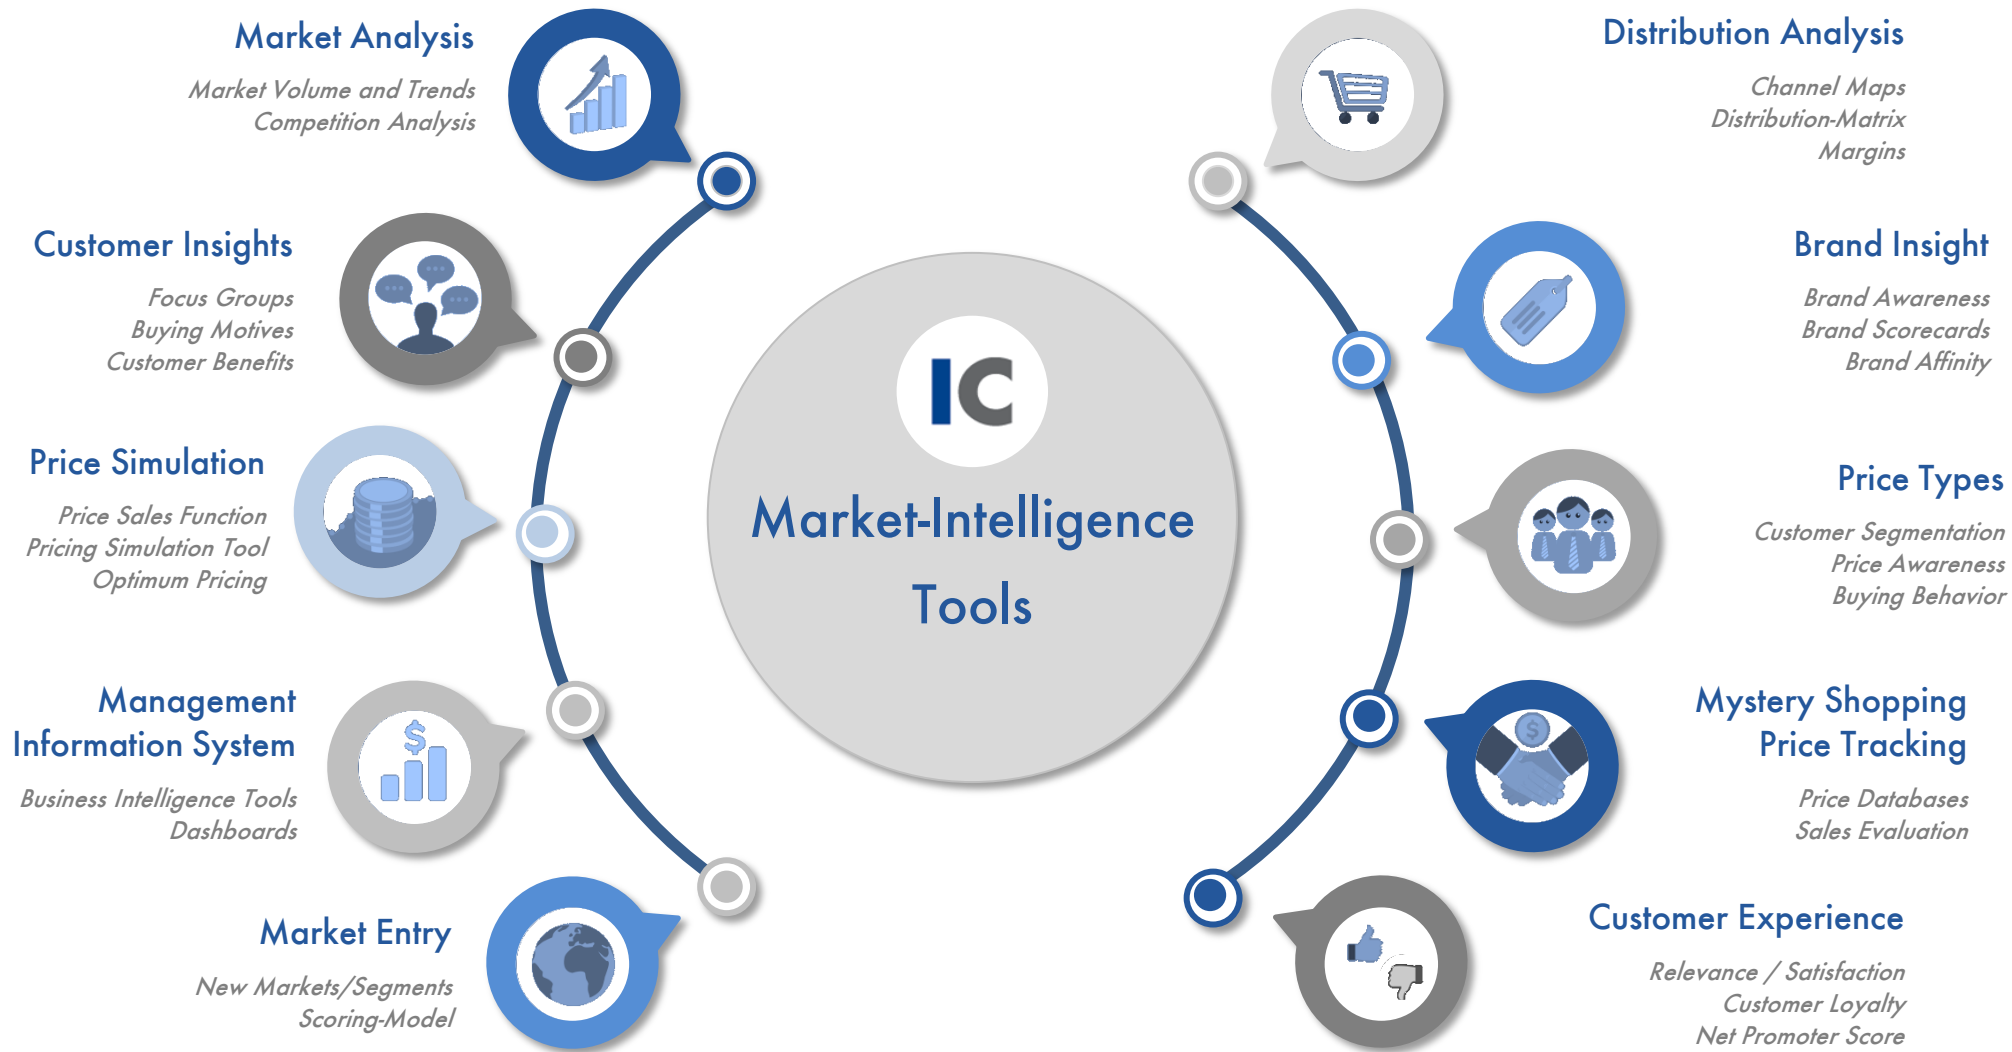 Market Analysis
Market Volume and Trends
Competition Analysis
Customer Insights
Focus Groups
Buying Motives
Customer Benefits
Price Simulation
Price Sales Function
Pricing Simulation Tool
Optimum Pricing
Management
Information System
Business Intelligence Tools
Dashboards
$
Market Entry
New Markets/Segments
Scoring-Model
IC
Market-Intelligence
Tools
Distribution Analysis
Channel Maps
Distribution-Matrix
Margins
Brand Insight
Brand Awareness
Brand Scorecards
Brand Affinity
Price Types
Customer Segmentation
Price Awareness
Buying Behavior
Mystery Shopping
Price Tracking
$
Price Databases
Sales Evaluation
Customer Experience
Relevance / Satisfaction
Customer Loyalty
Net Promoter Score